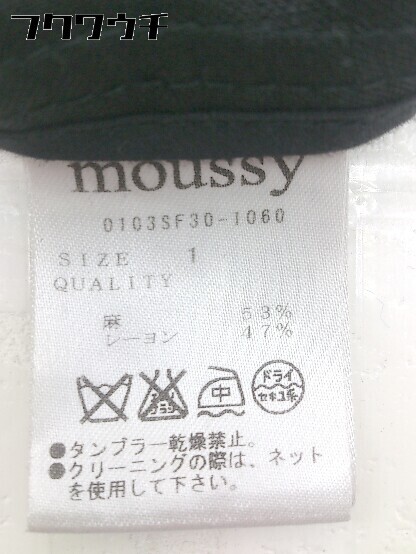 フクウウチ
moussy
0103SF30-1060
SIZE 1
QUALITY
麻 53%
レーヨン 47%
中
ドライ
セキユ系
●タンブラー乾燥禁止。
●クリーニングの際は、ネット
を使用して下さい。